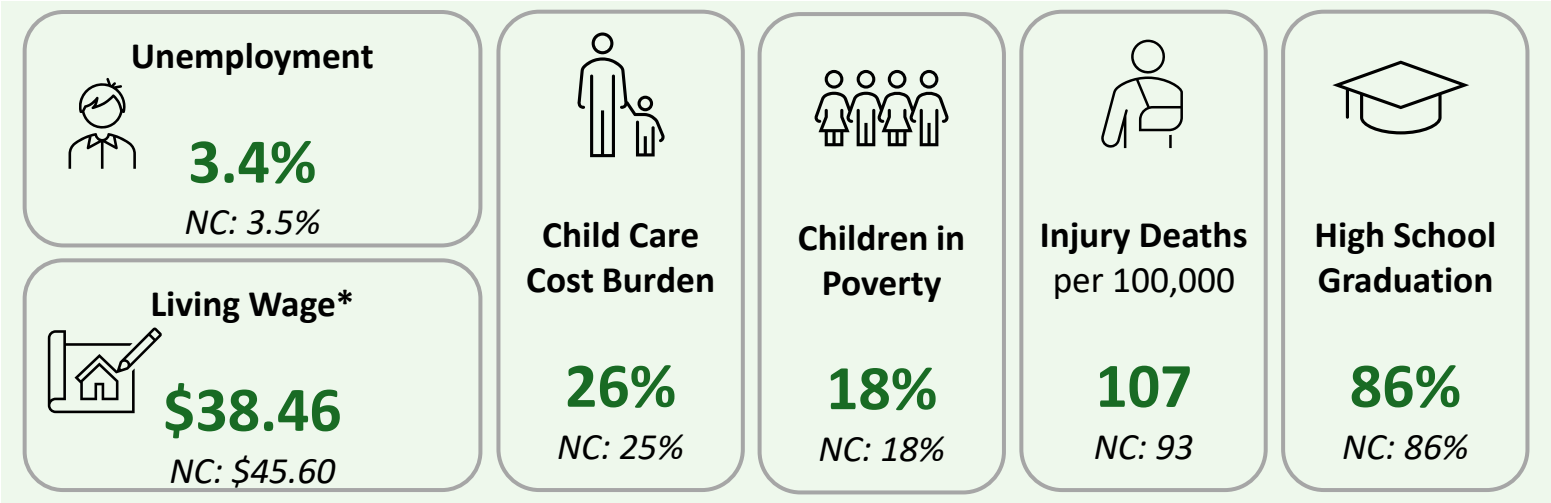 Unemployment
3.4%
NC: 3.5%
Living Wage*
$38.46
NC: $45.60
Child Care
Cost Burden
26%
NC: 25%
Children in
Poverty
18%
NC: 18%
Injury Deaths
per 100,000
107
NC: 93
High School
Graduation
86%
NC: 86%